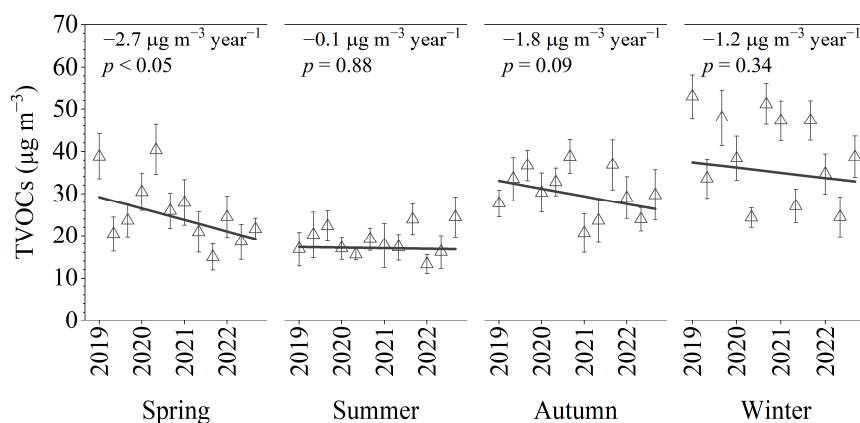 70
60
50
40
30
20
10
0
TVOCs (μg m⁻³)
−2.7 μg m⁻³ year⁻¹
p < 0.05
−0.1 μg m⁻³ year⁻¹
p = 0.88
−1.8 μg m⁻³ year⁻¹
p = 0.09
−1.2 μg m⁻³ year⁻¹
p = 0.34
2019 2020 2021 2022
2019 2020 2021 2022
2019 2020 2021 2022
2019 2020 2021 2022
Spring Summer Autumn Winter